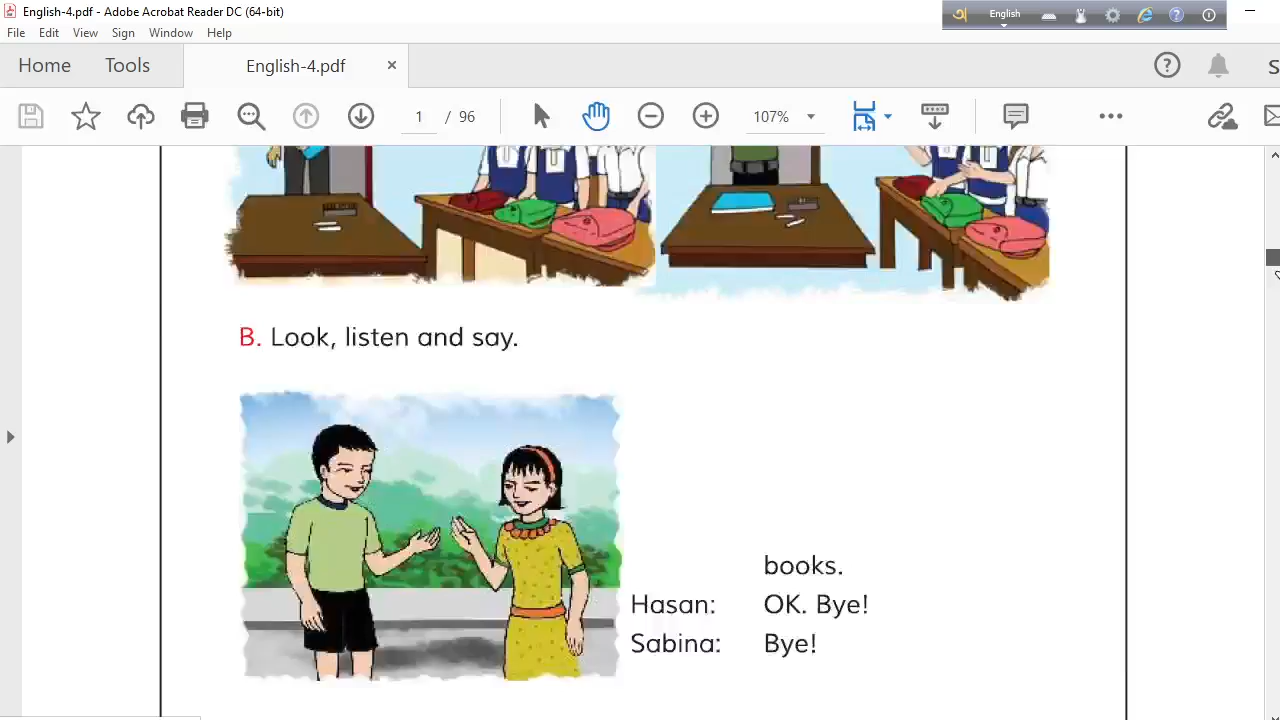 English-4.pdf - Adobe Acrobat Reader DC (64-bit)
English
File Edit View Sign Window Help
Home Tools English-4.pdf ×
1 / 96 107%
B. Look, listen and say.
books.
Hasan: OK. Bye!
Sabina: Bye!